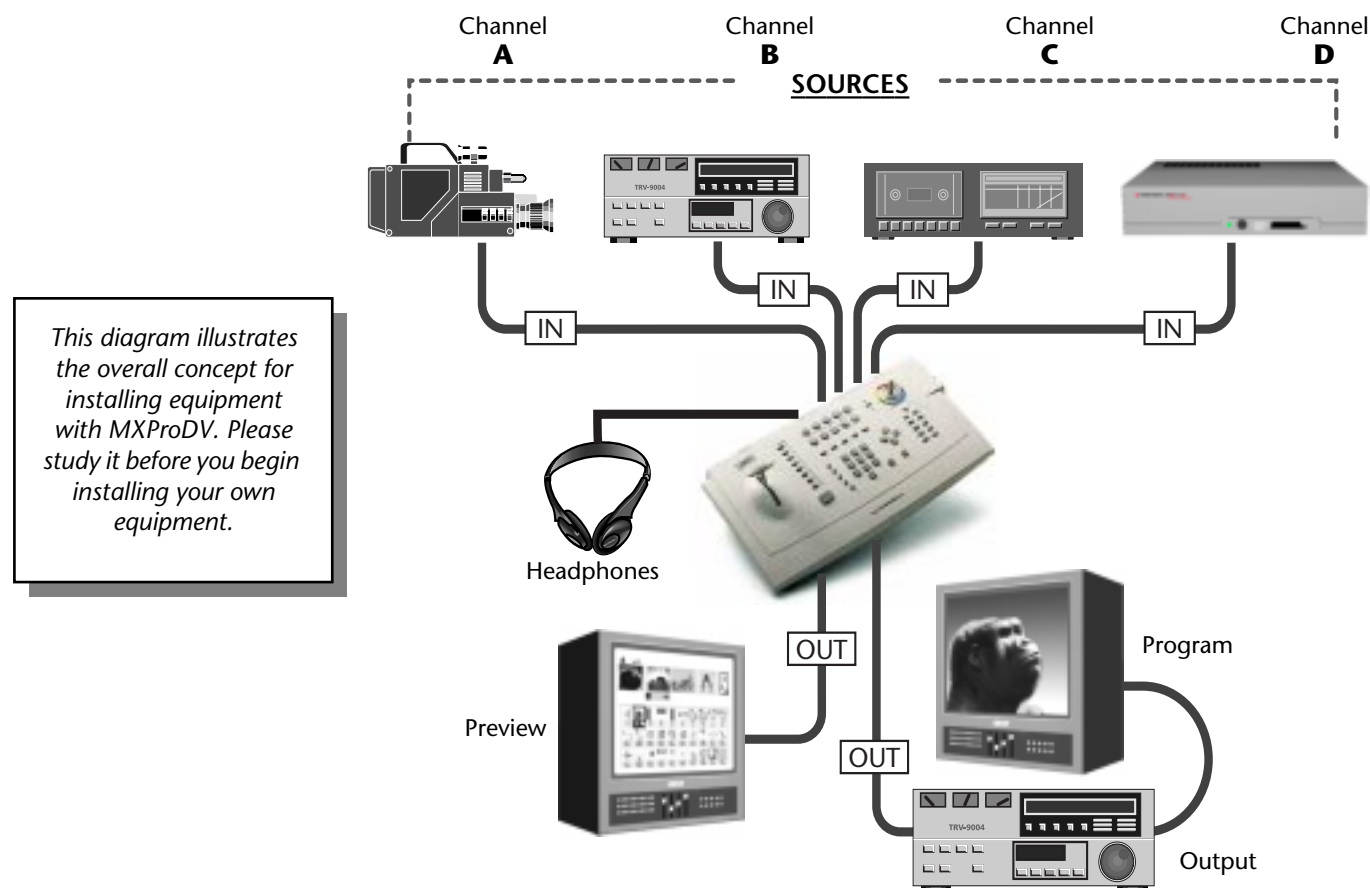 Channel
A
Channel
B
Channel
C
Channel
D
SOURCES
TRV-9004
IN
IN
IN
IN
This diagram illustrates
the overall concept for
installing equipment
with MXProDV. Please
study it before you begin
installing your own
equipment.
Headphones
OUT
Program
Preview
OUT
TRV-9004
Output